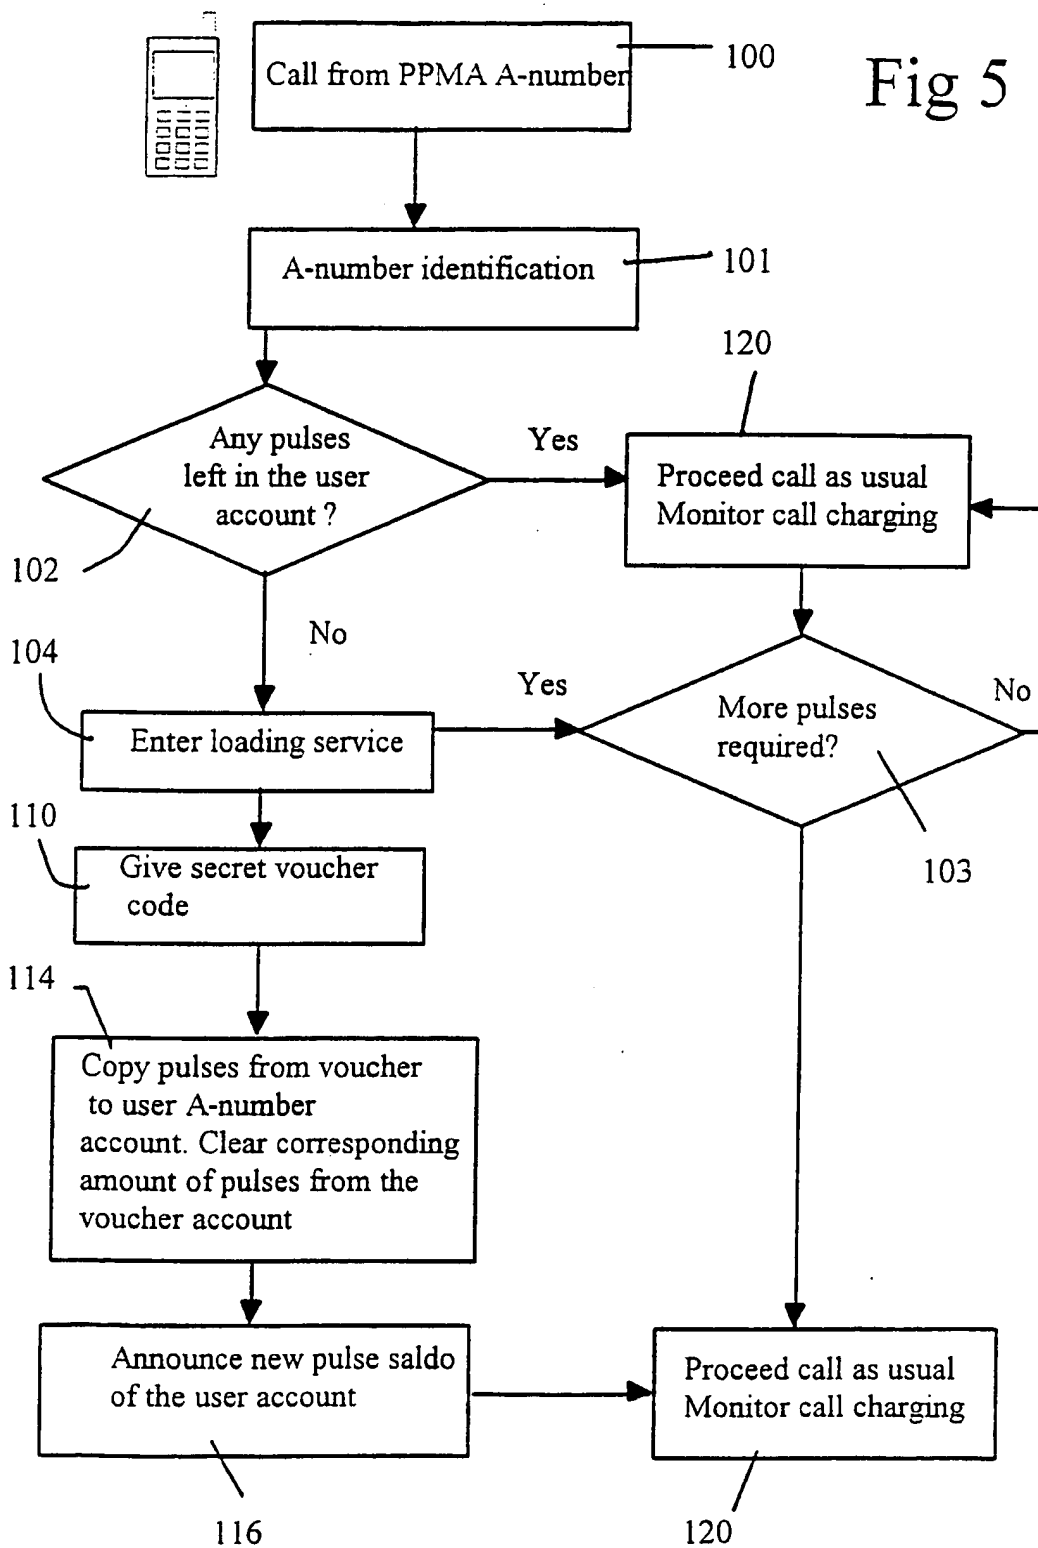 Fig 5
Call from PPMA A-number
100
A-number identification
101
120
Any pulses
left in the user
account ?
Yes
Proceed call as usual
Monitor call charging
102
No
104
Yes
More pulses
required?
No
Enter loading service
103
110
Give secret voucher
code
114
Copy pulses from voucher
to user A-number
account. Clear corresponding
amount of pulses from the
voucher account
Announce new pulse saldo
of the user account
Proceed call as usual
Monitor call charging
116
120